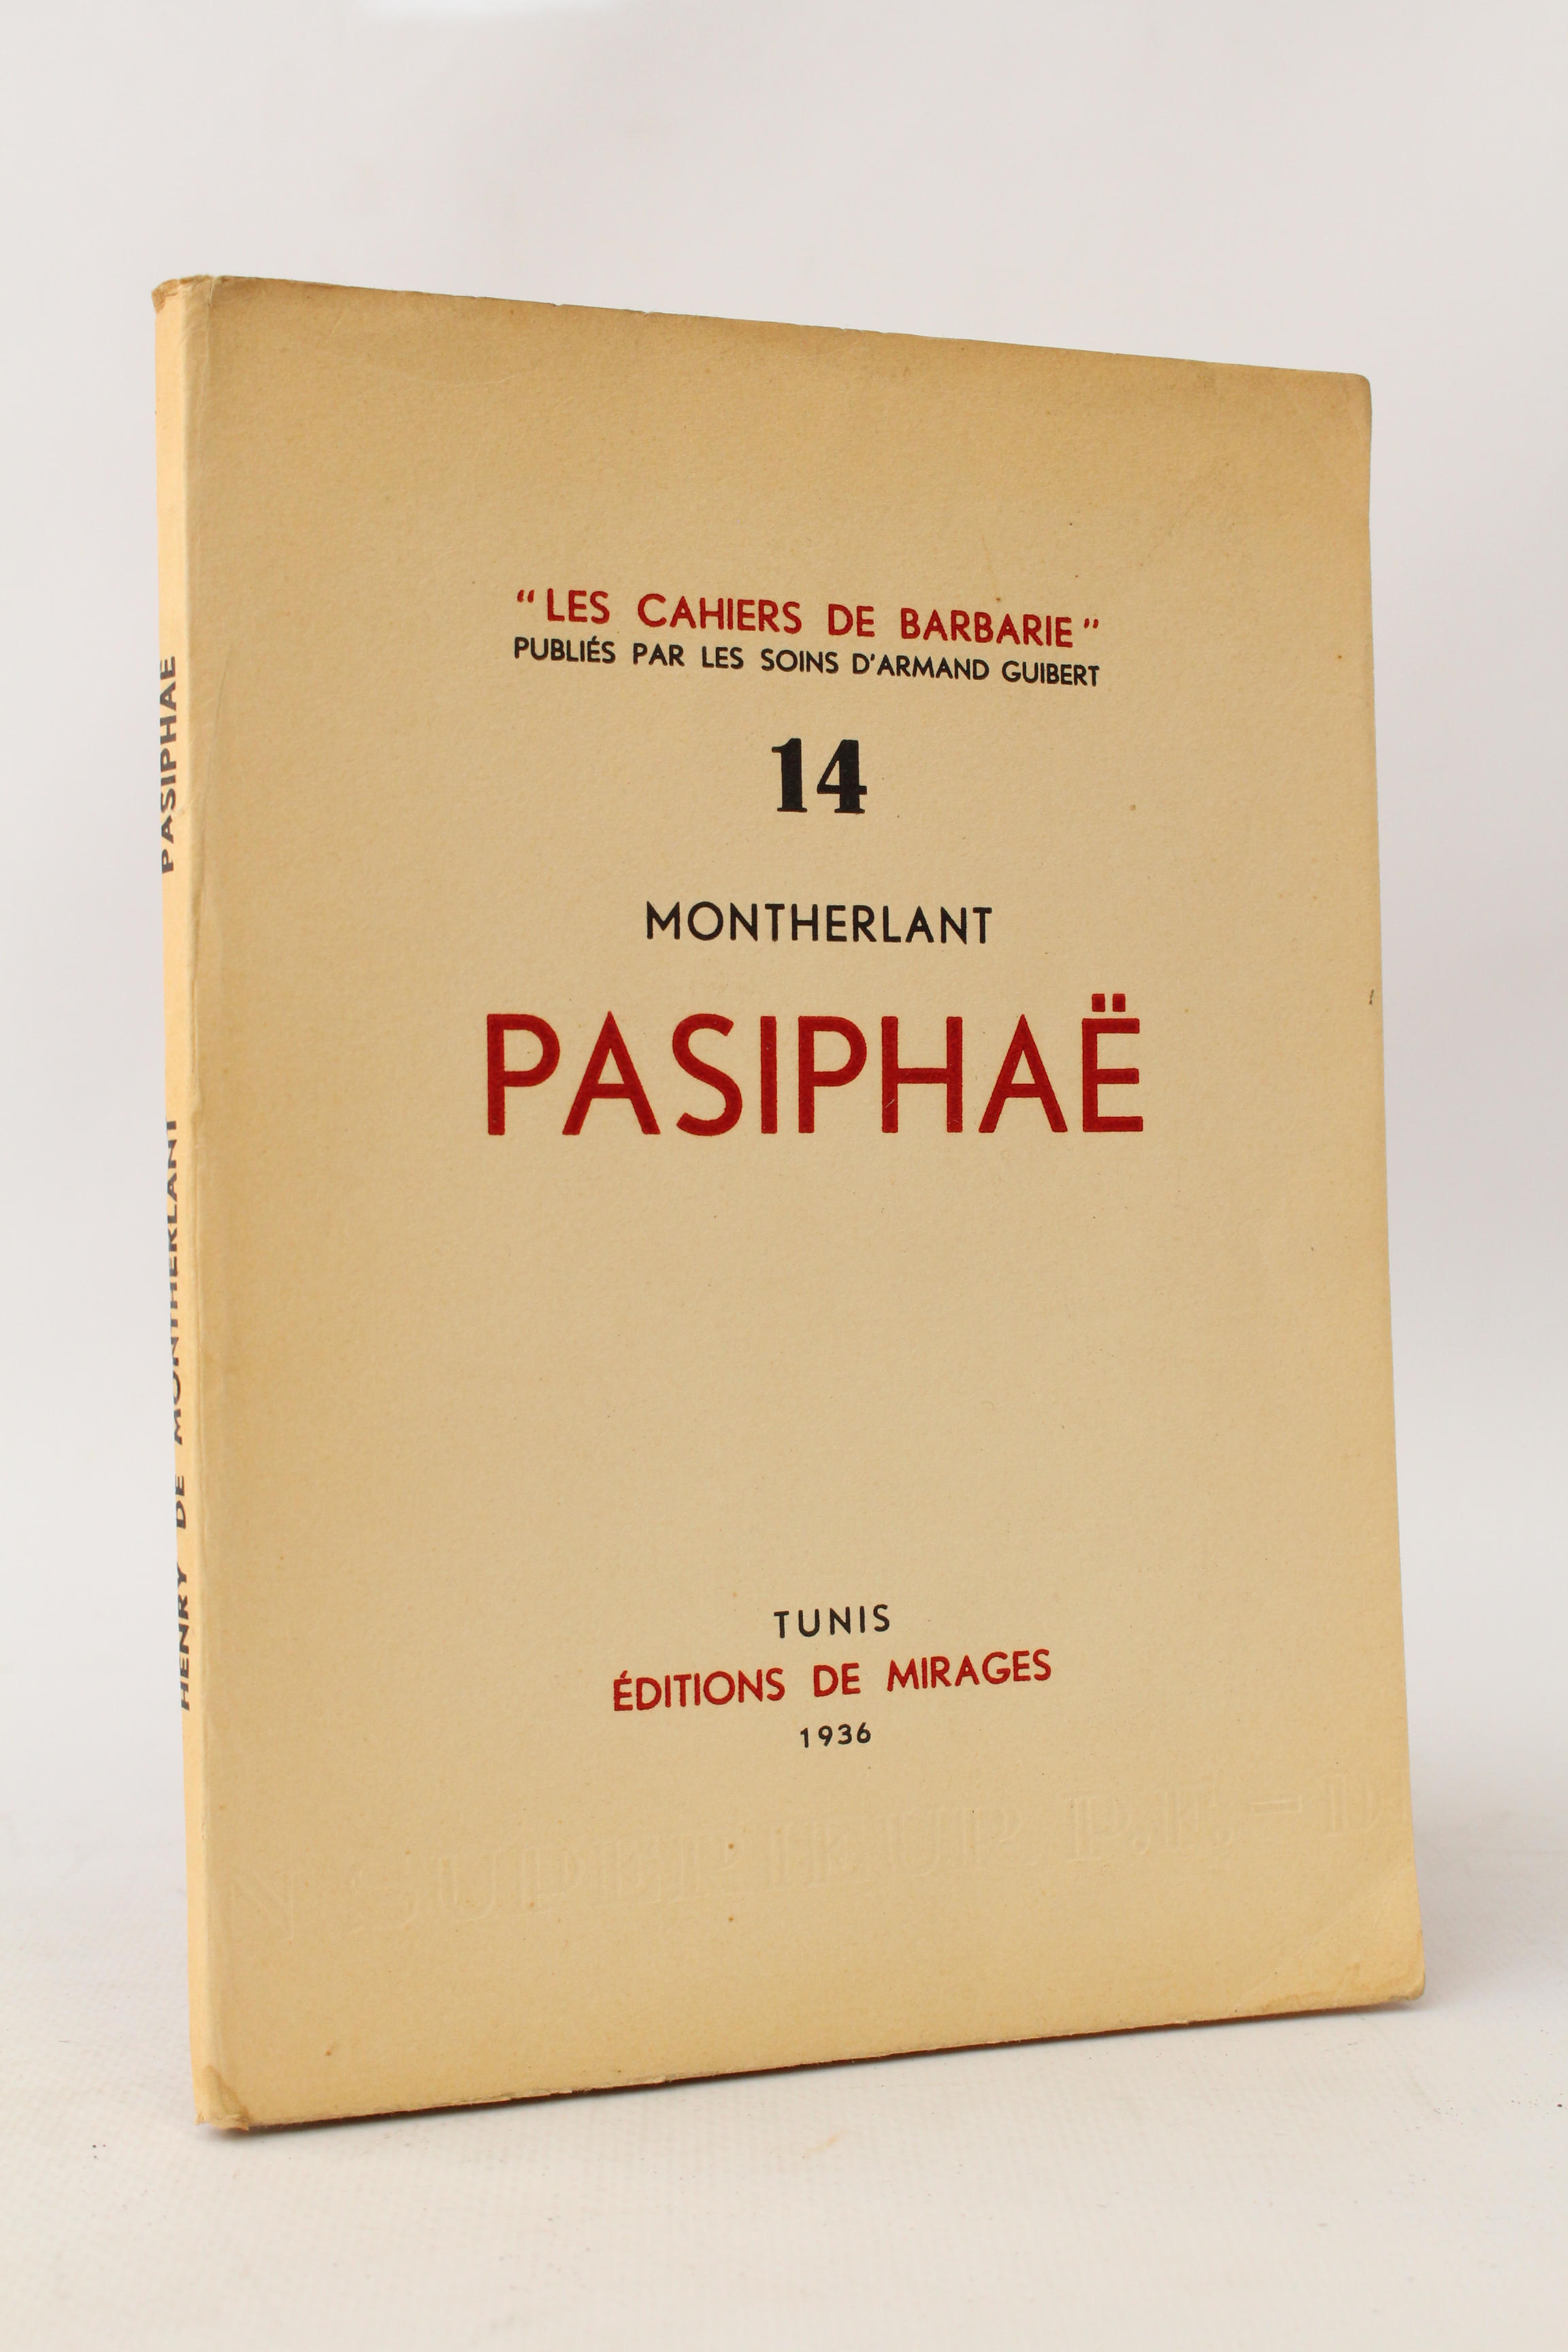 "LES CAHIERS DE BARBARIE"
PUBLIÉS PAR LES SOINS D'ARMAND GUIBERT
14
MONTHERLANT
PASIPHAË
TUNIS
ÉDITIONS DE MIRAGES
1936
N SUPERIEUR P.F. – D
HENRY DE MONTHERLANT PASIPHAE